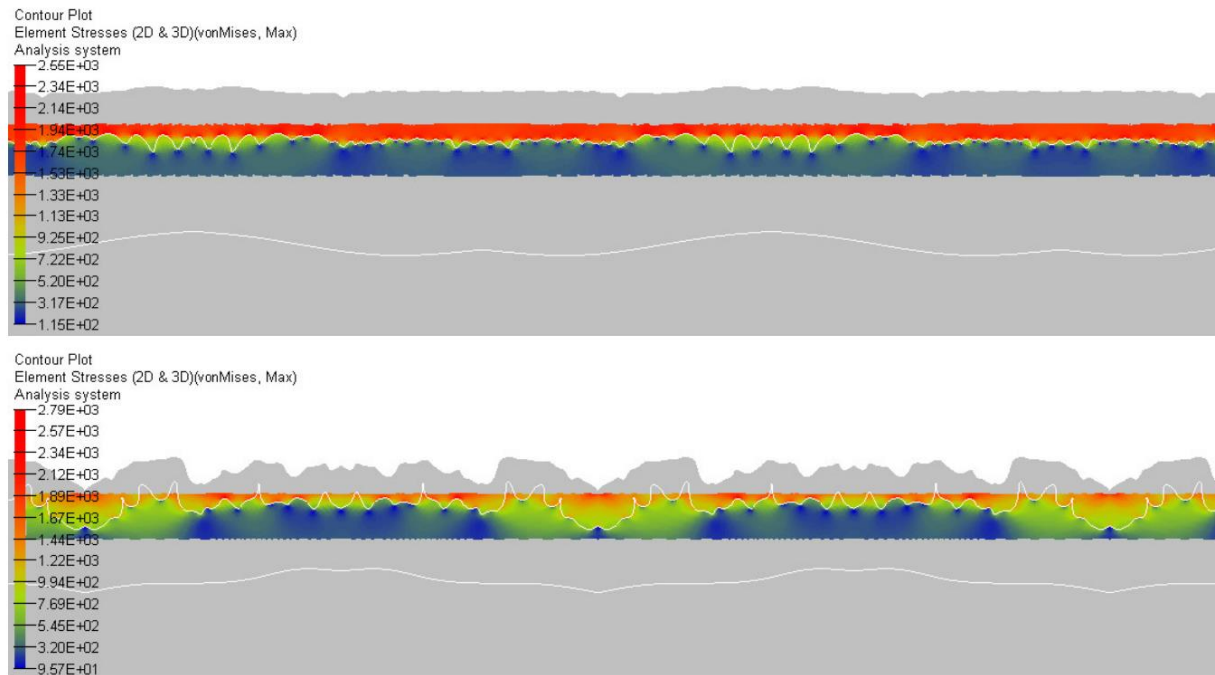 Contour Plot
Element Stresses (2D & 3D)(vonMises, Max)
Analysis system
2.55E+03
2.34E+03
2.14E+03
1.94E+03
1.74E+03
1.53E+03
1.33E+03
1.13E+03
9.25E+02
7.22E+02
5.20E+02
3.17E+02
1.15E+02
Contour Plot
Element Stresses (2D & 3D)(vonMises, Max)
Analysis system
2.79E+03
2.57E+03
2.34E+03
2.12E+03
1.89E+03
1.67E+03
1.44E+03
1.22E+03
9.94E+02
7.69E+02
5.45E+02
3.20E+02
9.57E+01